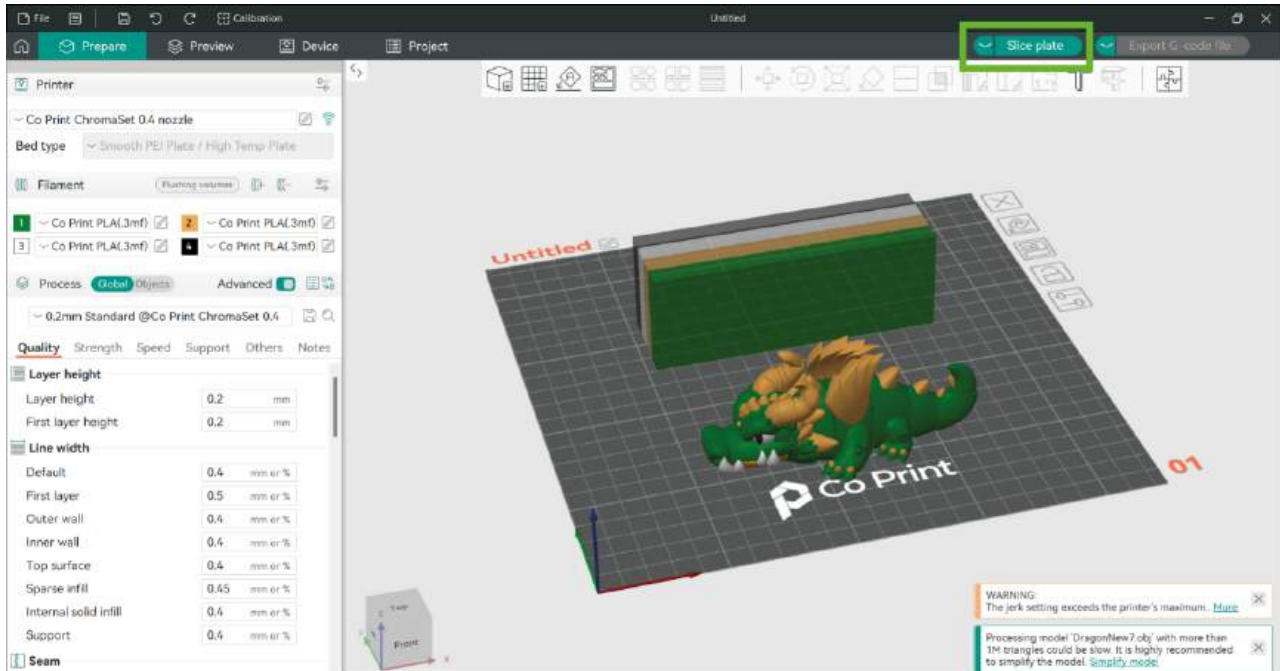 File
Calibration
Untitled
Prepare
Preview
Device
Project
Slice plate
Export G-code file
Printer
Co Print ChromaSet 0.4 nozzle
Bed type
Smooth PEI Plate / High Temp Plate
Filament
Flushing volumes
1 Co Print PLA(.3mf)
2 Co Print PLA(.3mf)
3 Co Print PLA(.3mf)
4 Co Print PLA(.3mf)
Process Global Objects Advanced
0.2mm Standard @Co Print ChromaSet 0.4
Quality Strength Speed Support Others Notes
Layer height
Layer height 0.2 mm
First layer height 0.2 mm
Line width
Default 0.4 mm or %
First layer 0.5 mm or %
Outer wall 0.4 mm or %
Inner wall 0.4 mm or %
Top surface 0.4 mm or %
Sparse infill 0.45 mm or %
Internal solid infill 0.4 mm or %
Support 0.4 mm or %
Seam
Untitled
Co Print
01
Front
z
x
WARNING:
The jerk setting exceeds the printer's maximum.. More
Processing model 'DragonNew7.obj' with more than
1M triangles could be slow. It is highly recommended
to simplify the model. Simplify model